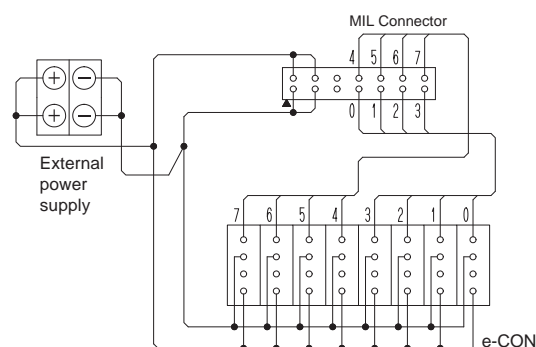 MIL Connector
4 5 6 7
+ −
+ −
0 1 2 3
External
power
supply
7 6 5 4 3 2 1 0
e-CON